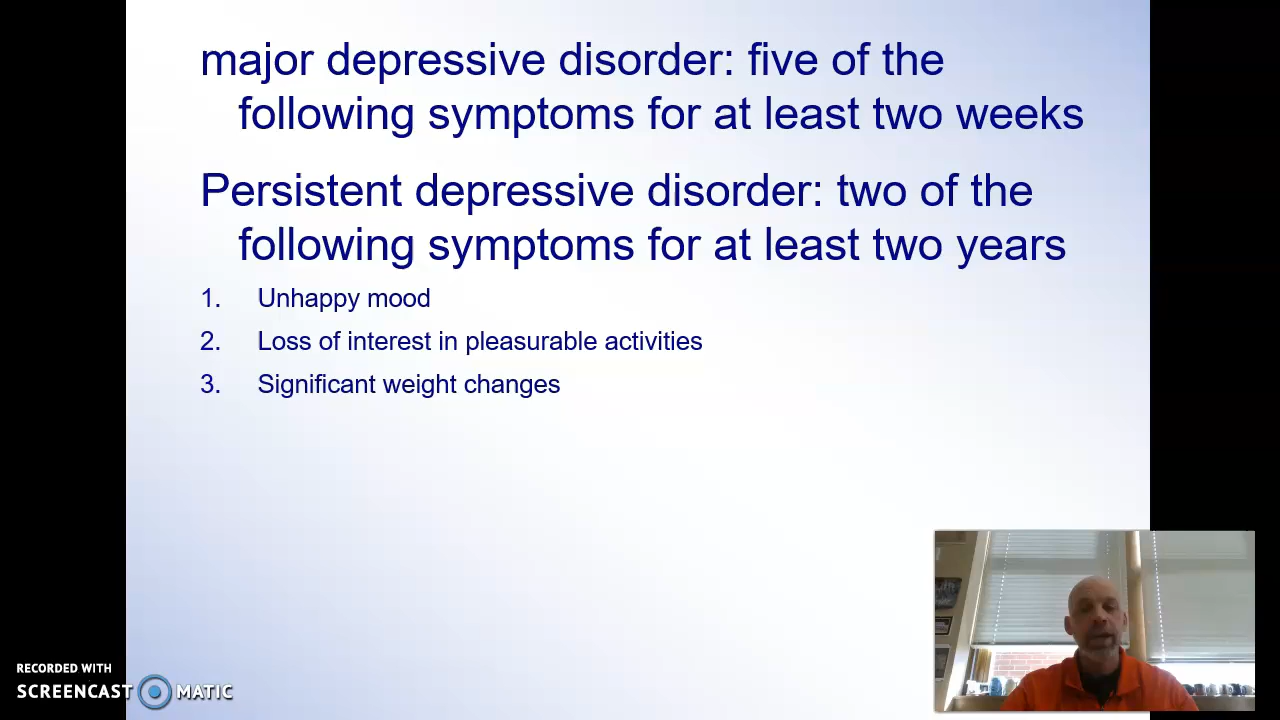 major depressive disorder: five of the
following symptoms for at least two weeks
Persistent depressive disorder: two of the
following symptoms for at least two years
1. Unhappy mood
2. Loss of interest in pleasurable activities
3. Significant weight changes
RECORDED WITH
SCREENCAST MATIC